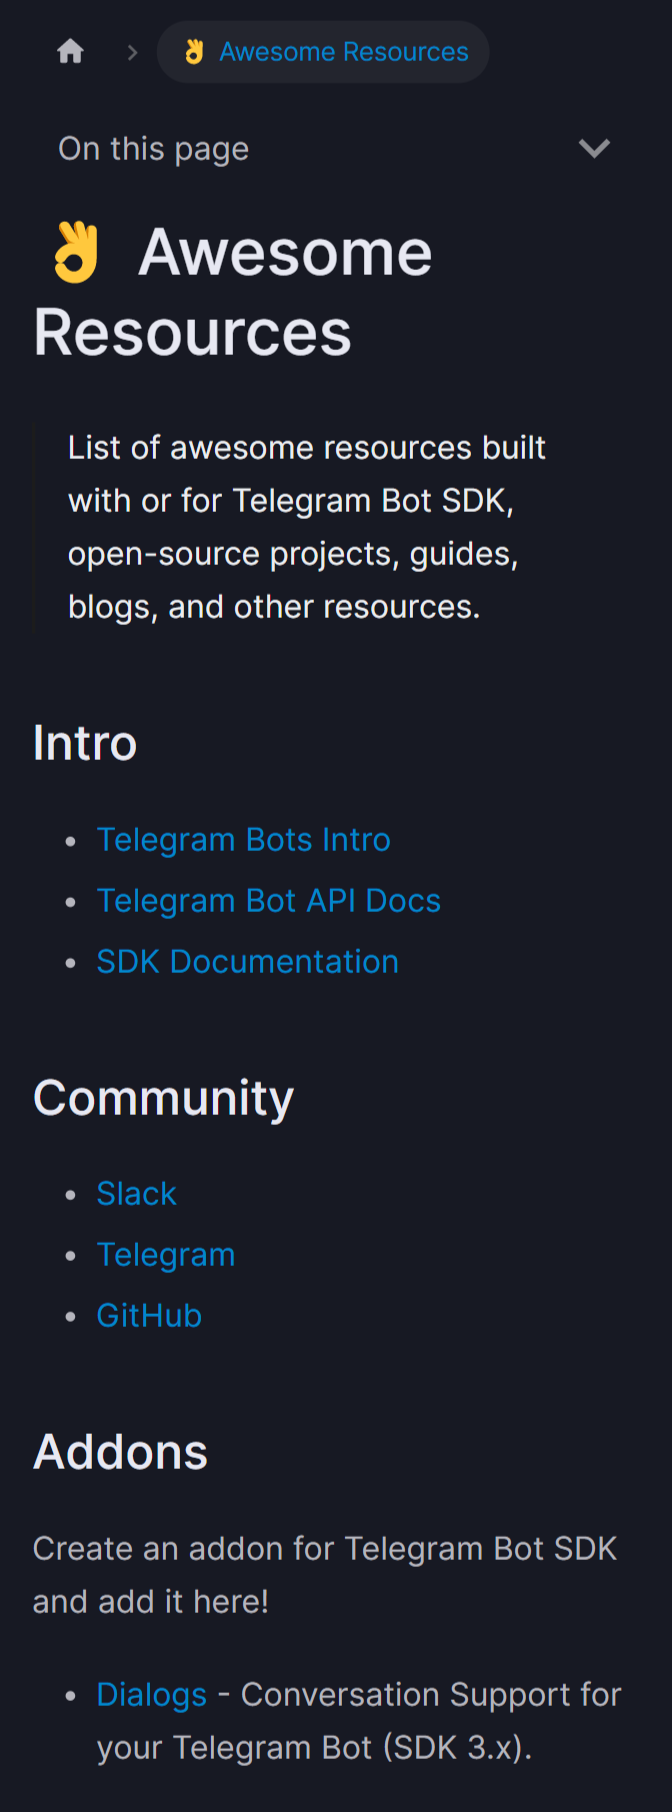 👌 Awesome Resources
On this page
👌 Awesome
Resources
List of awesome resources built
with or for Telegram Bot SDK,
open-source projects, guides,
blogs, and other resources.
Intro
• Telegram Bots Intro
• Telegram Bot API Docs
• SDK Documentation
Community
• Slack
• Telegram
• GitHub
Addons
Create an addon for Telegram Bot SDK
and add it here!
• Dialogs - Conversation Support for
your Telegram Bot (SDK 3.x).